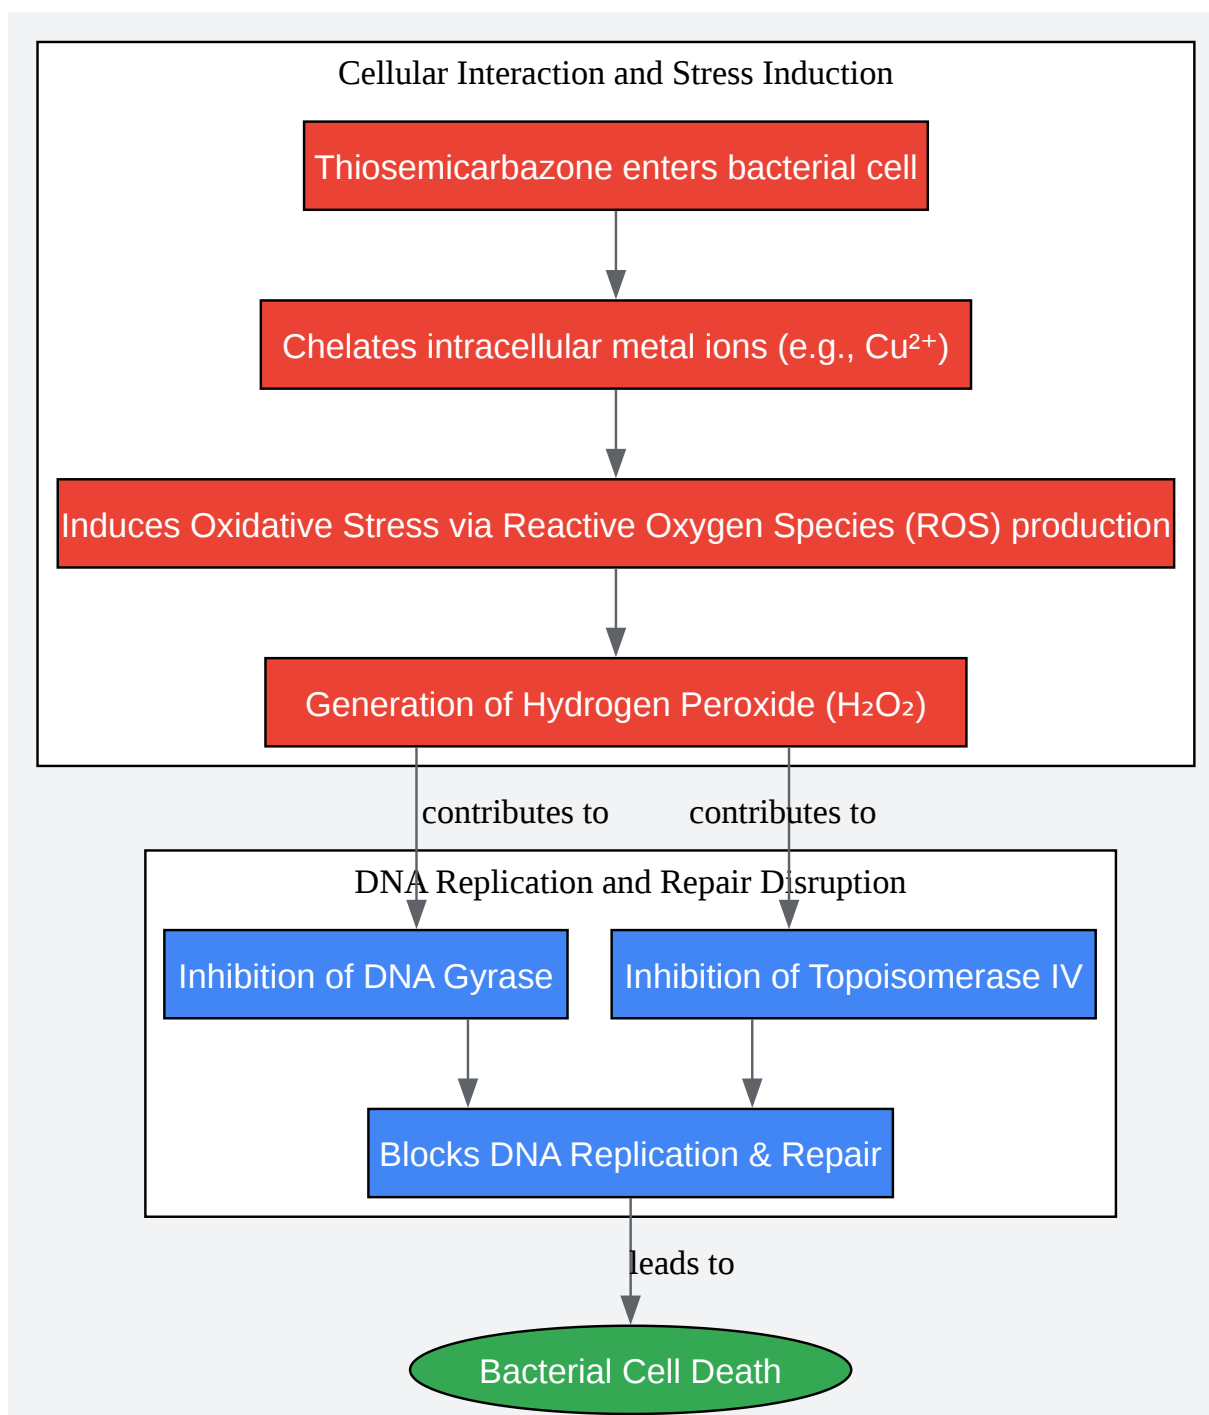 Cellular Interaction and Stress Induction
Thiosemicarbazone enters bacterial cell
Chelates intracellular metal ions (e.g., Cu²⁺)
Induces Oxidative Stress via Reactive Oxygen Species (ROS) production
Generation of Hydrogen Peroxide (H₂O₂)
contributes to
contributes to
DNA Replication and Repair Disruption
Inhibition of DNA Gyrase
Inhibition of Topoisomerase IV
Blocks DNA Replication & Repair
leads to
Bacterial Cell Death